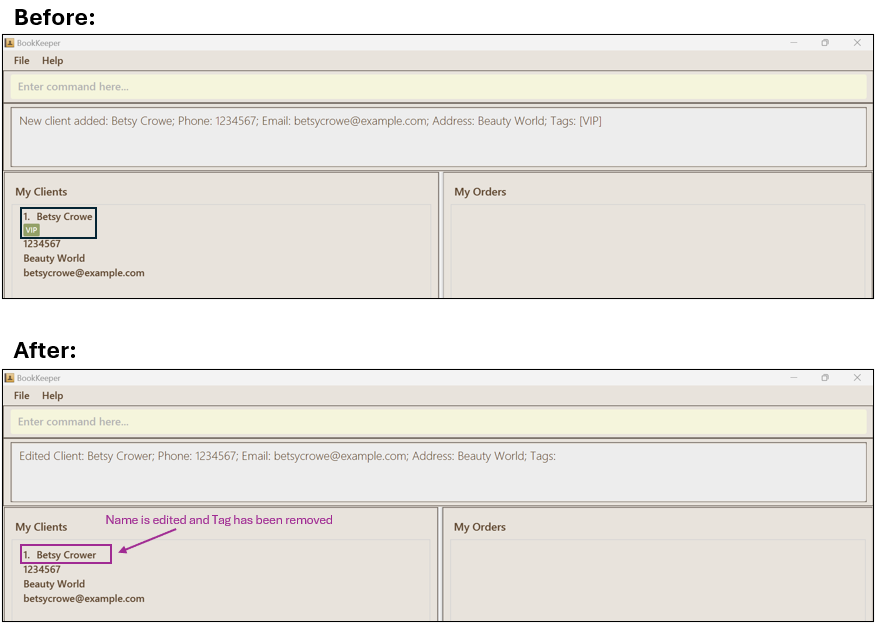 Before:
BookKeeper
File Help
Enter command here...
New client added: Betsy Crowe; Phone: 1234567; Email: betsycrowe@example.com; Address: Beauty World; Tags: [VIP]
My Clients
My Orders
1. Betsy Crowe
VIP
1234567
Beauty World
betsycrowe@example.com
After:
BookKeeper
File Help
Enter command here...
Edited Client: Betsy Crower; Phone: 1234567; Email: betsycrowe@example.com; Address: Beauty World; Tags:
My Clients
Name is edited and Tag has been removed
My Orders
1. Betsy Crower
1234567
Beauty World
betsycrowe@example.com